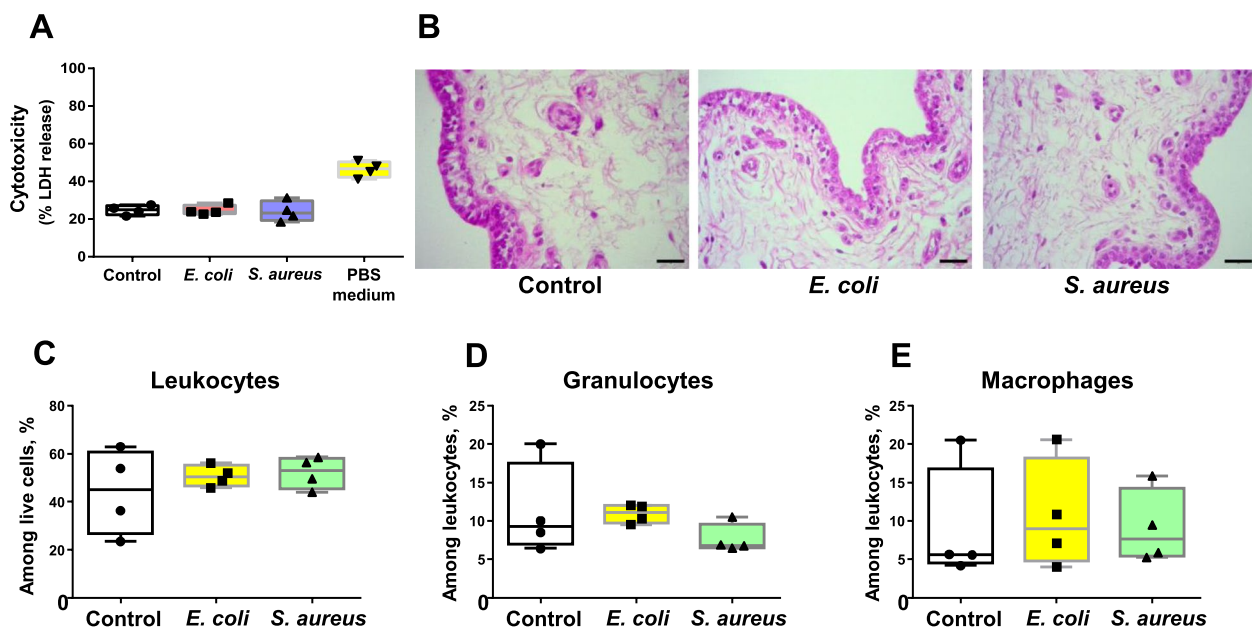 A
B
100
80
60
40
20
0
Cytotoxicity
(% LDH release)
Control
E. coli
S. aureus
PBS
medium
Control
E. coli
S. aureus
C
D
E
Leukocytes
80
60
40
20
0
Among live cells, %
Control
E. coli
S. aureus
Granulocytes
25
20
15
10
5
0
Among leukocytes, %
Control
E. coli
S. aureus
Macrophages
25
20
15
10
5
0
Among leukocytes, %
Control
E. coli
S. aureus